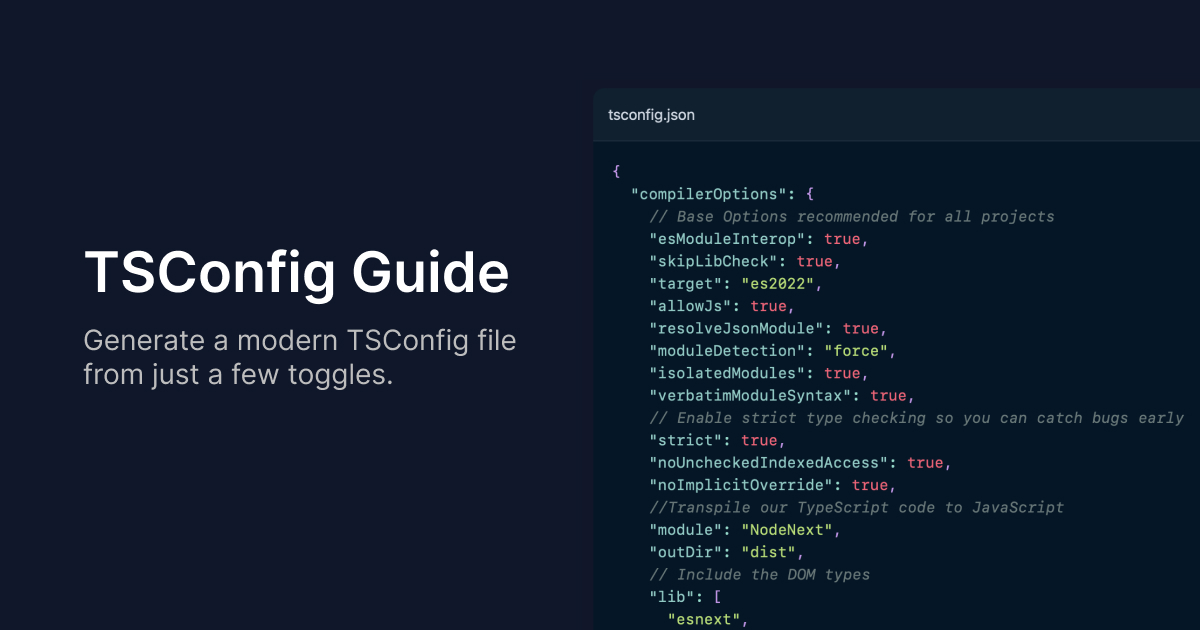 TSConfig Guide
Generate a modern TSConfig file
from just a few toggles.
tsconfig.json
{
  "compilerOptions": {
    // Base Options recommended for all projects
    "esModuleInterop": true,
    "skipLibCheck": true,
    "target": "es2022",
    "allowJs": true,
    "resolveJsonModule": true,
    "moduleDetection": "force",
    "isolatedModules": true,
    "verbatimModuleSyntax": true,
    // Enable strict type checking so you can catch bugs early
    "strict": true,
    "noUncheckedIndexedAccess": true,
    "noImplicitOverride": true,
    //Transpile our TypeScript code to JavaScript
    "module": "NodeNext",
    "outDir": "dist",
    // Include the DOM types
    "lib": [
      "esnext",